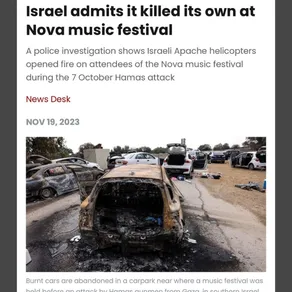 Israel admits it killed its own at
Nova music festival
A police investigation shows Israeli Apache helicopters
opened fire on attendees of the Nova music festival
during the 7 October Hamas attack
News Desk
NOV 19, 2023
Burnt cars are abandoned in a carpark near where a music festival was
held before an attack by Hamas gunmen from Gaza, in southern Israel